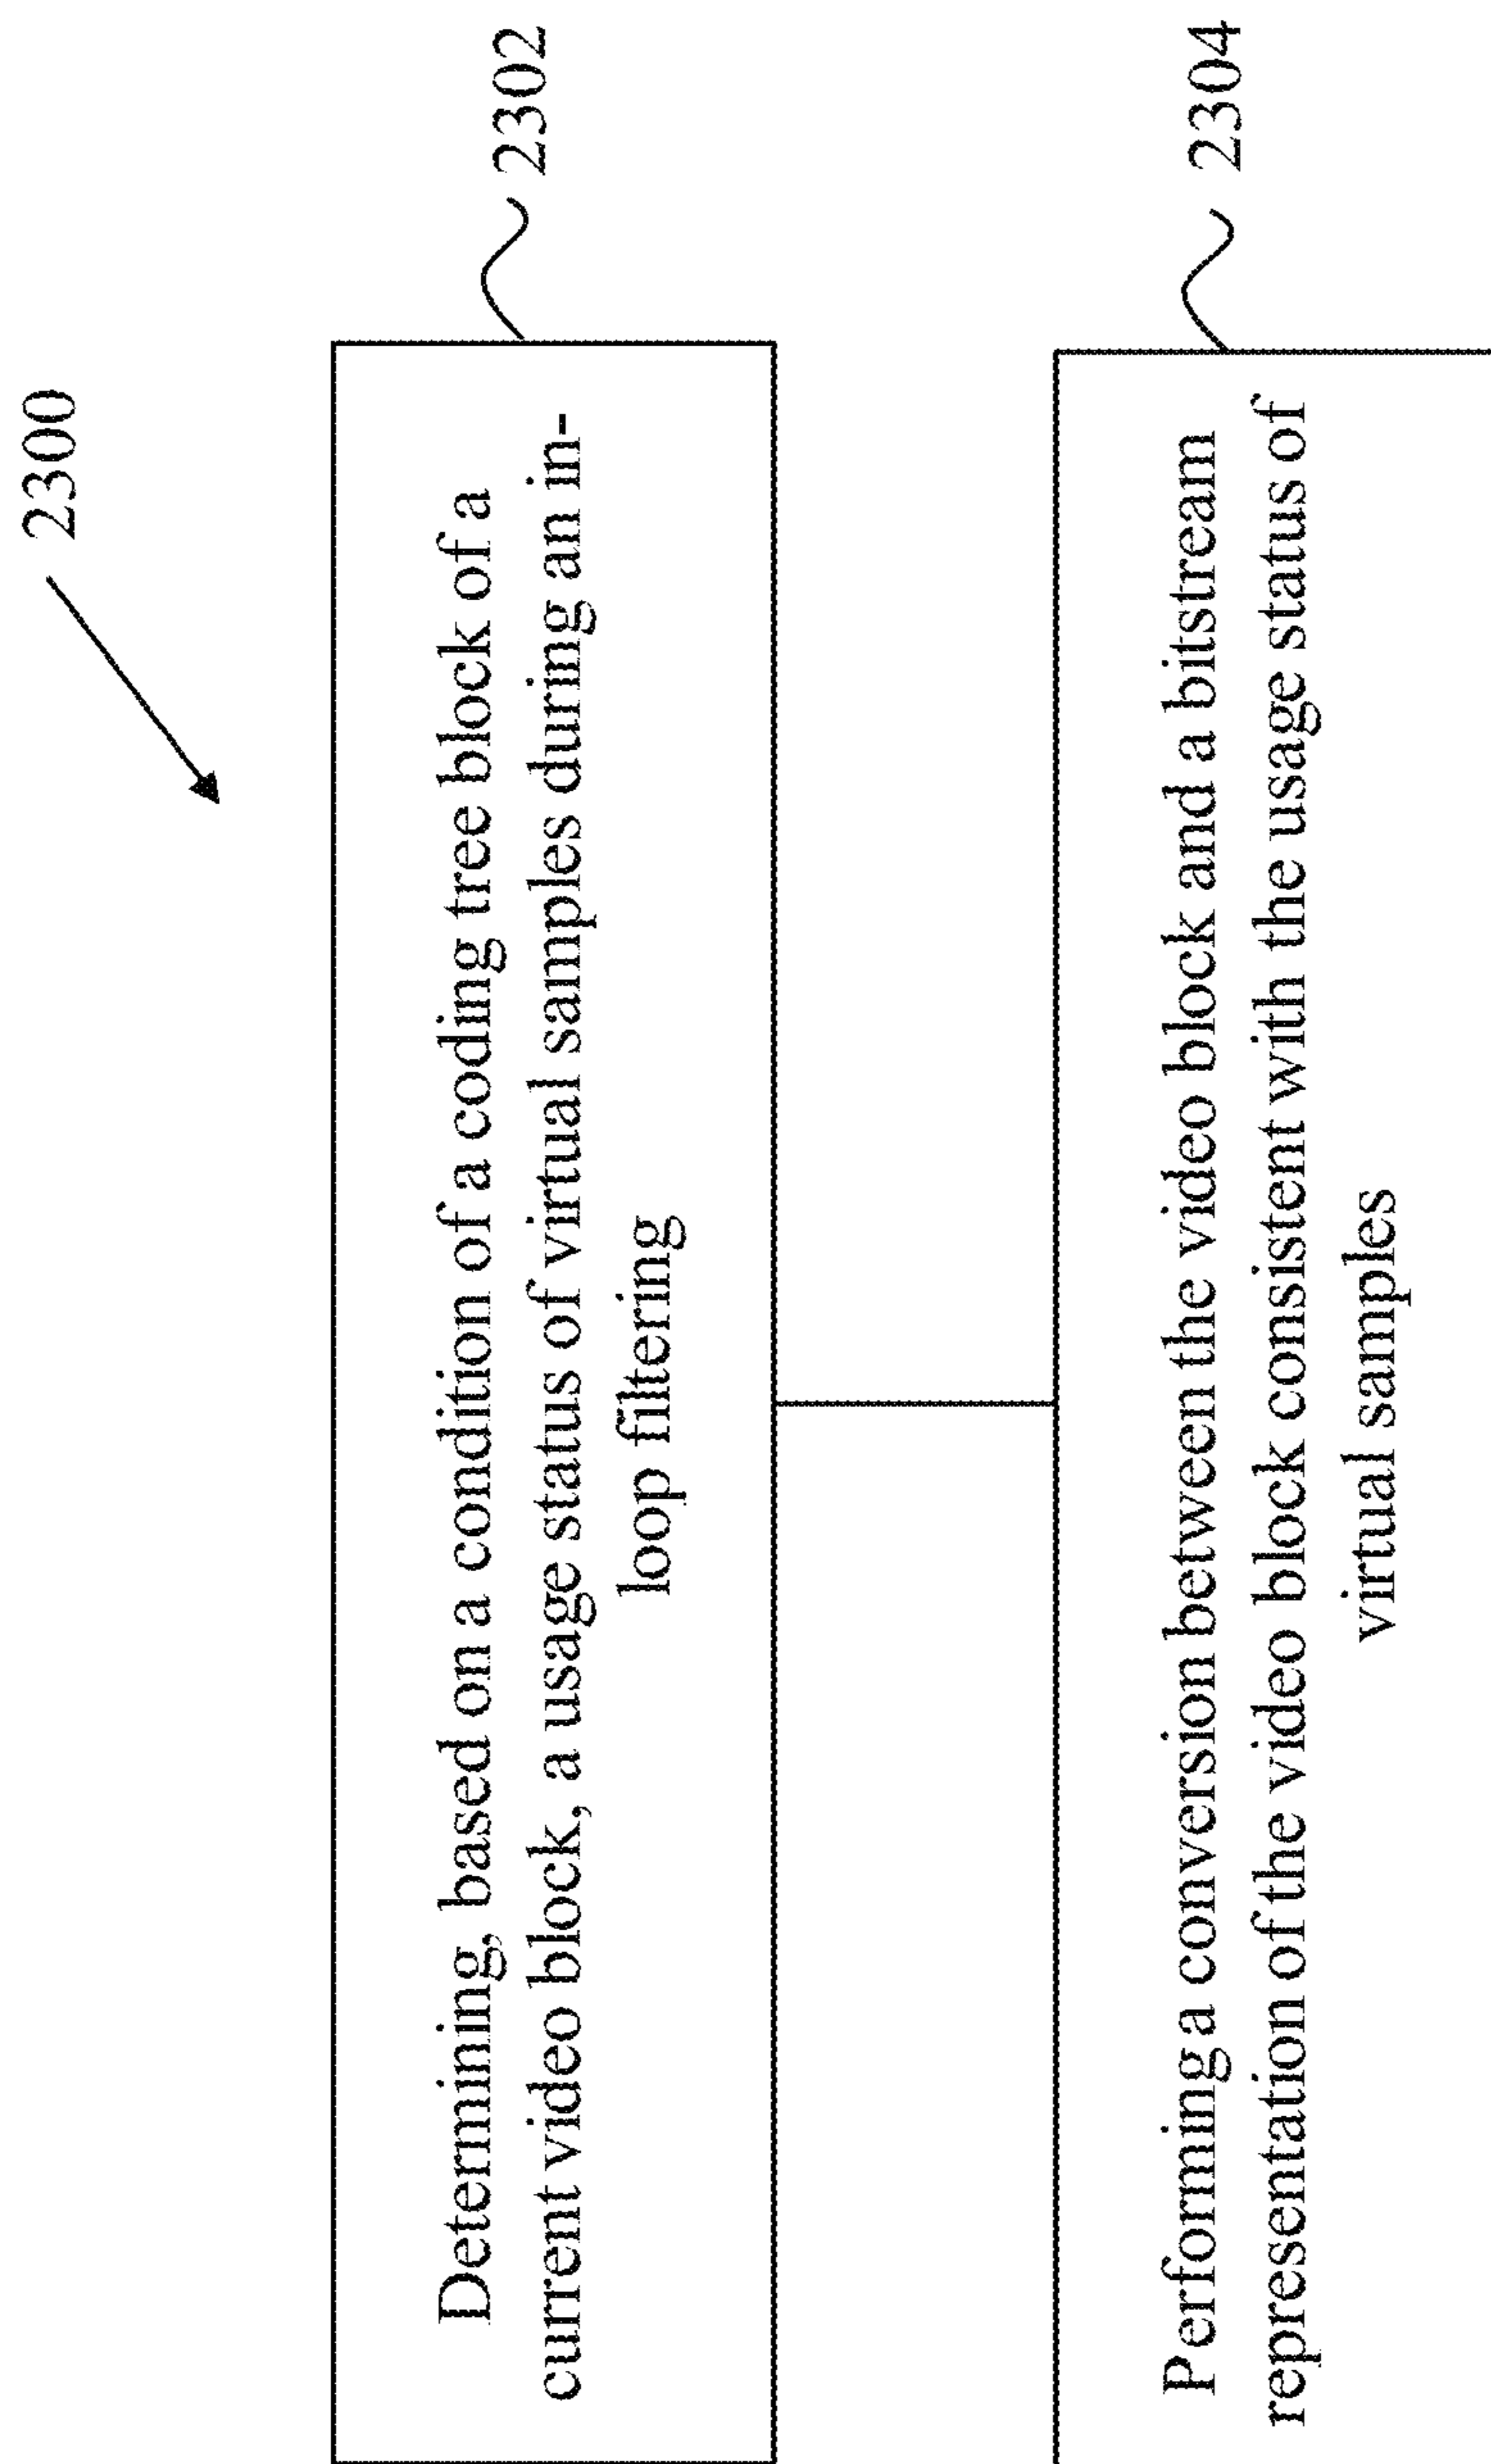 2300
Determining, based on a condition of a coding tree block of a
current video block, a usage status of virtual samples during an in-
loop filtering
2302
Performing a conversion between the video block and a bitstream
representation of the video block consistent with the usage status of
virtual samples
2304